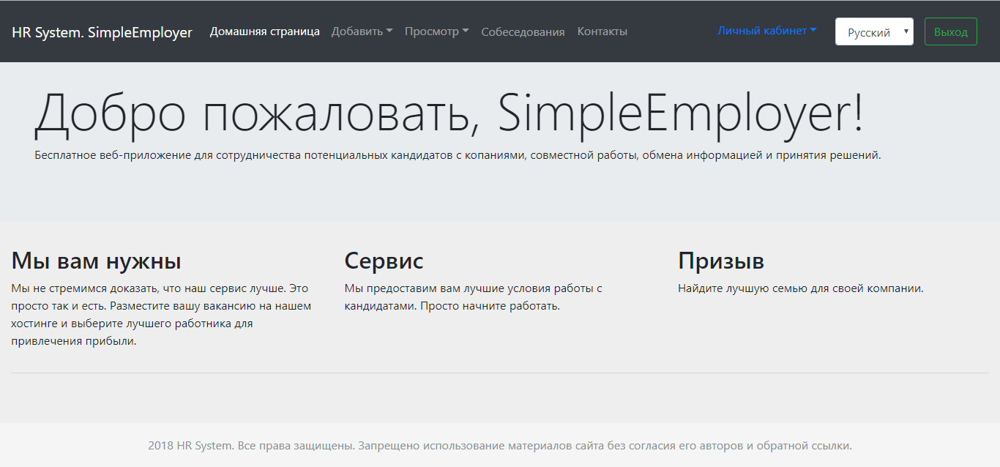 HR System. SimpleEmployer Домашняя страница Добавить Просмотр Собеседования Контакты Личный кабинет Русский Выход
Добро пожаловать, SimpleEmployer!
Бесплатное веб-приложение для сотрудничества потенциальных кандидатов с копаниями, совместной работы, обмена информацией и принятия решений.
Мы вам нужны
Мы не стремимся доказать, что наш сервис лучше. Это
просто так и есть. Разместите вашу вакансию на нашем
хостинге и выберите лучшего работника для
привлечения прибыли.
Сервис
Мы предоставим вам лучшие условия работы с
кандидатами. Просто начните работать.
Призыв
Найдите лучшую семью для своей компании.
2018 HR System. Все права защищены. Запрещено использование материалов сайта без согласия его авторов и обратной ссылки.